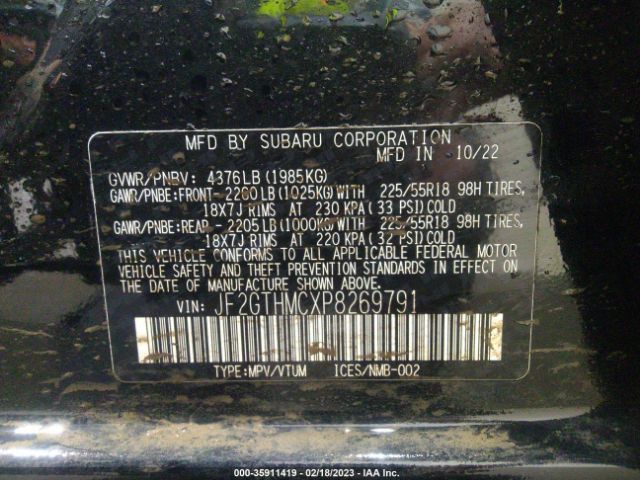 MFD BY SUBARU CORPORATION
MFD IN 10/22
GVWR/PNBV: 4376LB (1985KG)
GAWR/PNBE:FRONT-2260LB(1025KG)WITH 225/55R18 98H TIRES,
18X7J RIMS AT 230 KPA(33 PSI)COLD
GAWR/PNBE:REAR - 2205LB(1000KG)WITH 225/55R18 98H TIRES,
18X7J RIMS AT 220 KPA(32 PSI)COLD
THIS VEHICLE CONFORMS TO ALL APPLICABLE FEDERAL MOTOR
VEHICLE SAFETY AND THEFT PREVENTION STANDARDS IN EFFECT ON
THE DATE OF MANUFACTURE SHOWN ABOVE.
VIN: JF2GTHMCXP8269791
TYPE:MPV/VTUM ICES/NMB-002
000-35911419 - 02/18/2023 - IAA Inc.